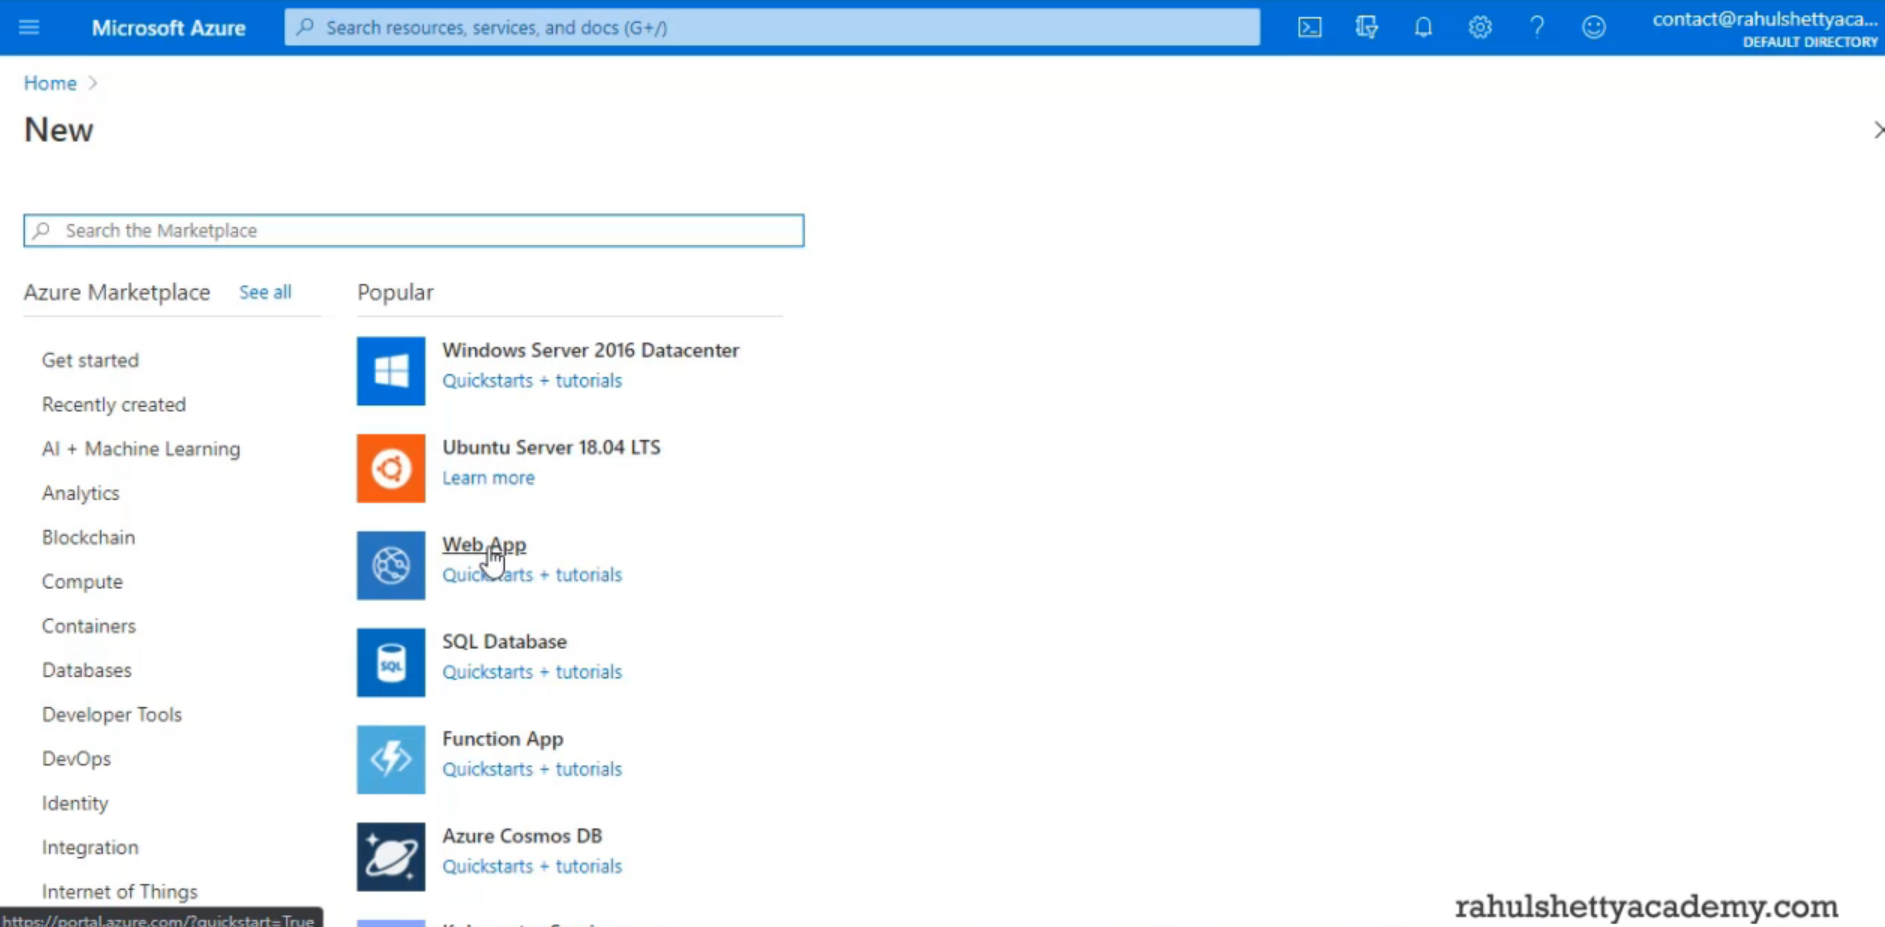 Microsoft Azure
Search resources, services, and docs (G+/)
contact@rahulshettyaca...
DEFAULT DIRECTORY
Home
New
Search the Marketplace
Azure Marketplace See all
Popular
Get started
Recently created
AI + Machine Learning
Analytics
Blockchain
Compute
Containers
Databases
Developer Tools
DevOps
Identity
Integration
Internet of Things
Windows Server 2016 Datacenter
Quickstarts + tutorials
Ubuntu Server 18.04 LTS
Learn more
Web App
Quickstarts + tutorials
SQL Database
SQL
Quickstarts + tutorials
Function App
Quickstarts + tutorials
Azure Cosmos DB
Quickstarts + tutorials
https://portal.azure.com/?quickstart=True
rahulshettyacademy.com